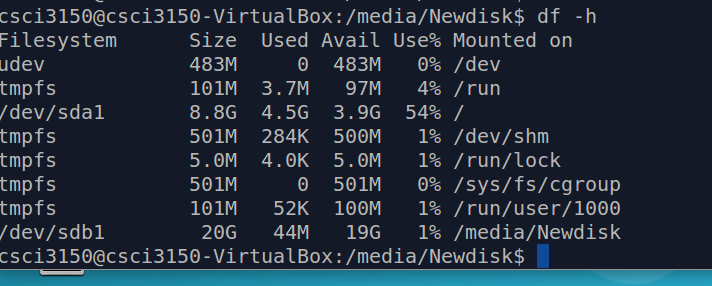 csci3150@csci3150-VirtualBox:/media/Newdisk$ df -h
Filesystem      Size  Used Avail Use% Mounted on
udev            483M     0  483M   0% /dev
tmpfs           101M  3.7M   97M   4% /run
/dev/sda1       8.8G  4.5G  3.9G  54% /
tmpfs           501M  284K  500M   1% /dev/shm
tmpfs           5.0M  4.0K  5.0M   1% /run/lock
tmpfs           501M     0  501M   0% /sys/fs/cgroup
tmpfs           101M   52K  100M   1% /run/user/1000
/dev/sdb1        20G   44M   19G   1% /media/Newdisk
csci3150@csci3150-VirtualBox:/media/Newdisk$